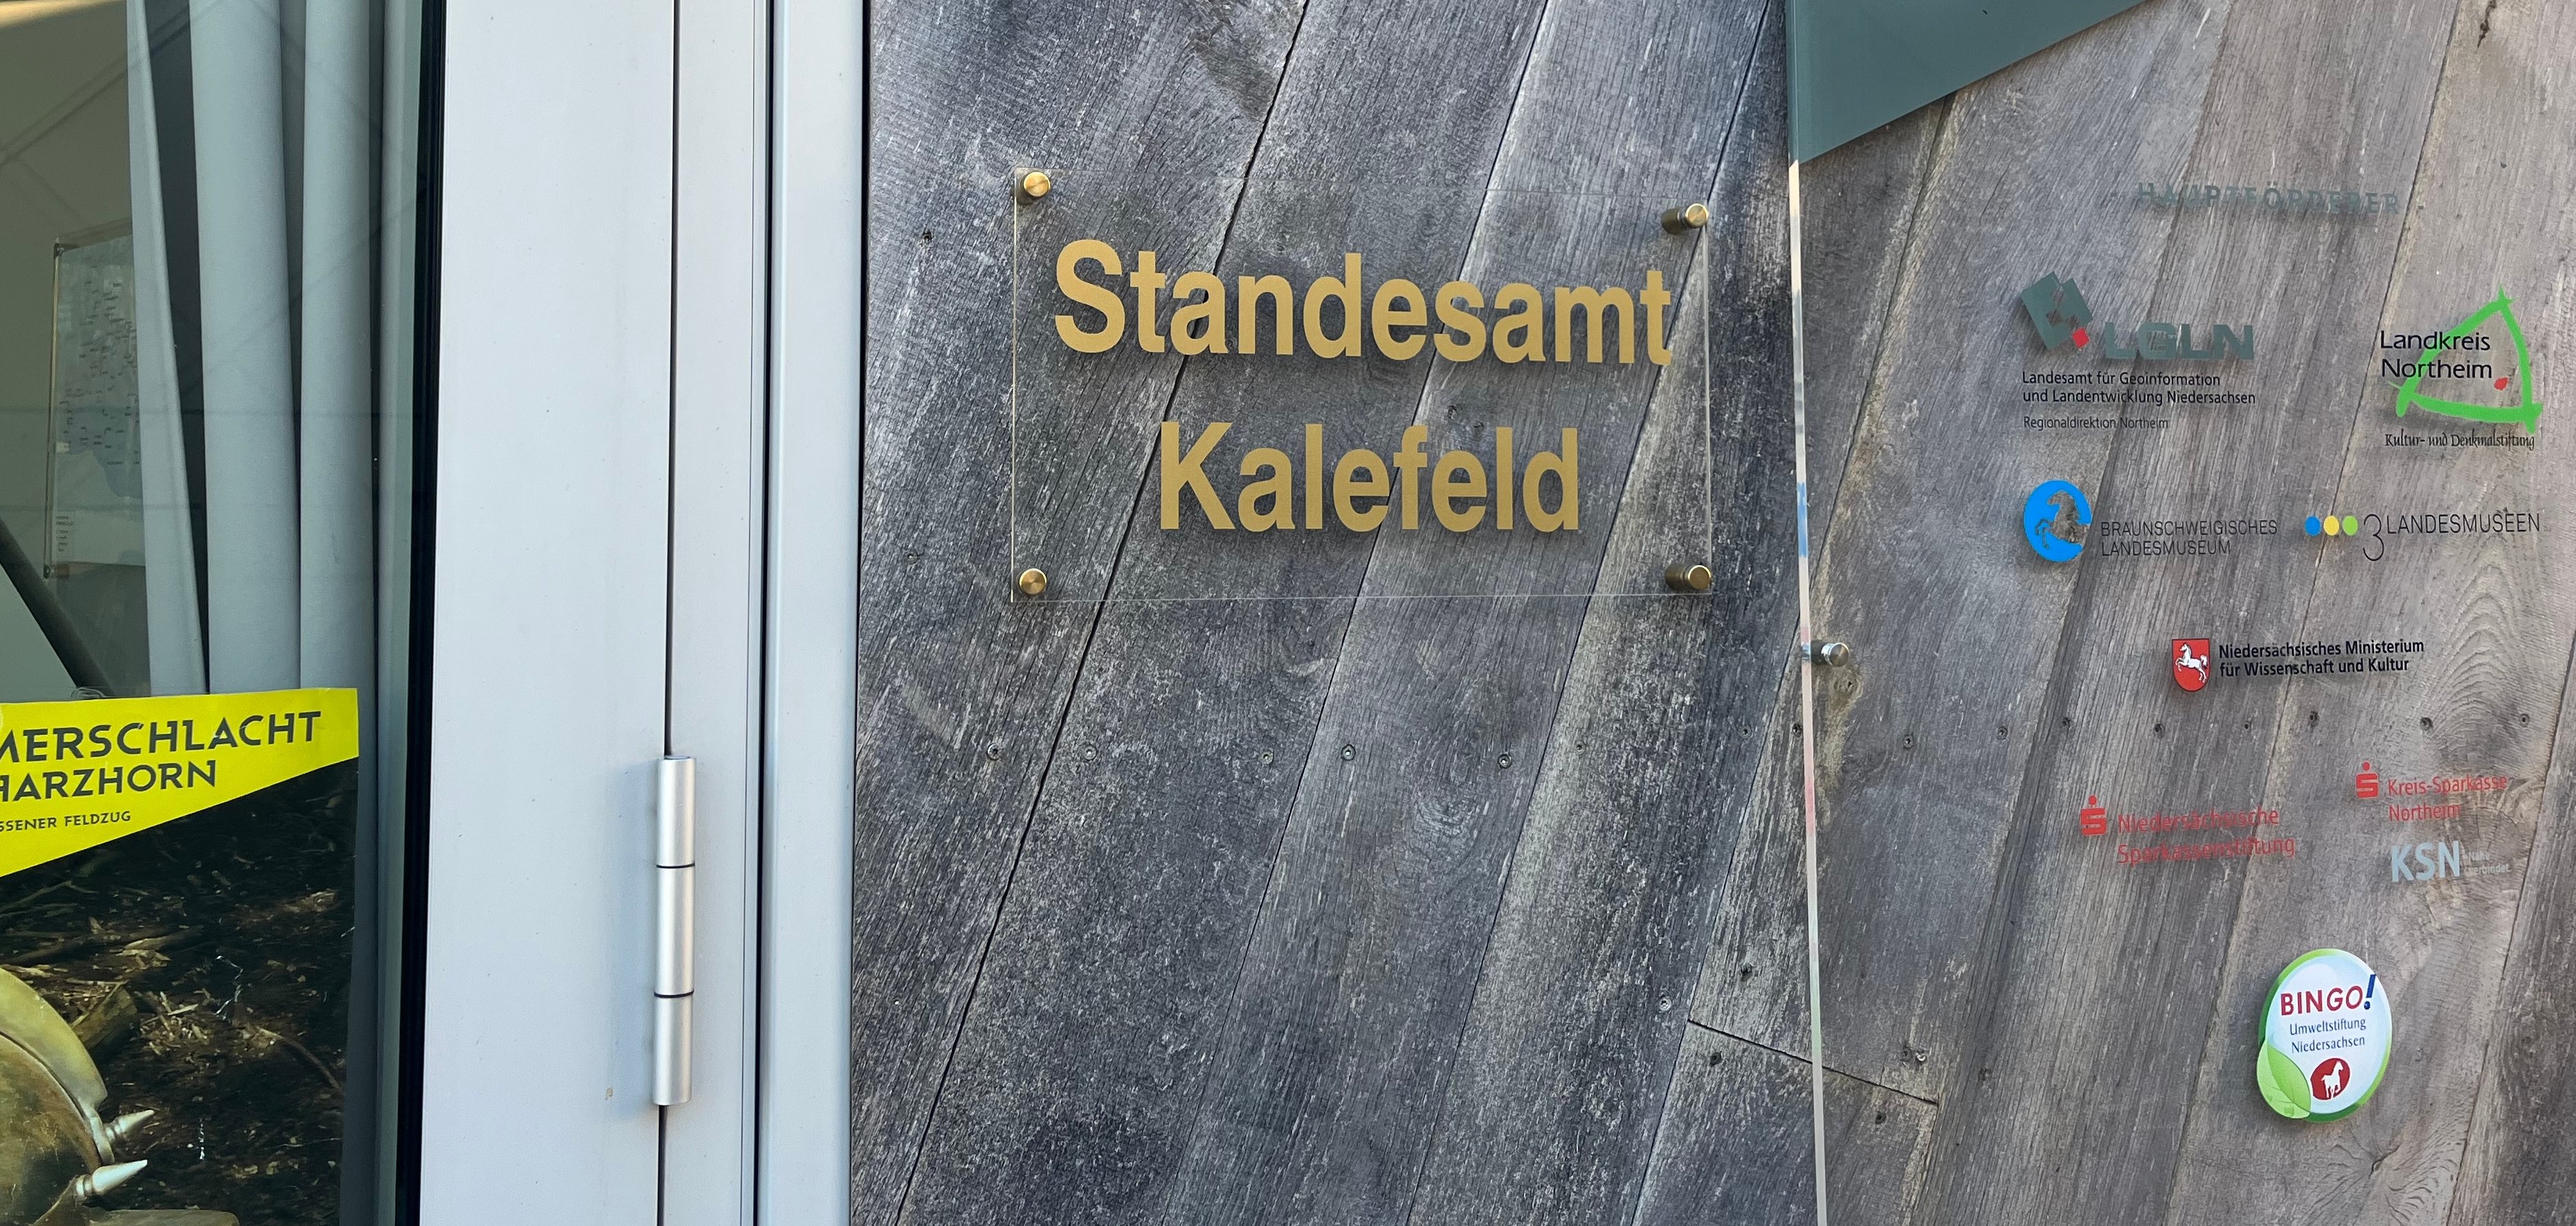 MERSCHLACHT
HARZHORN
SSENER FELDZUG
Standesamt
Kalefeld
HAUPTFÖRDERER
LGLN
Landesamt für Geoinformation
und Landentwicklung Niedersachsen
Regionaldirektion Northeim
Landkreis
Northeim
Kultur- und Denkmalstiftung
BRAUNSCHWEIGISCHES
LANDESMUSEUM
3 LANDESMUSEEN
Niedersächsisches Ministerium
für Wissenschaft und Kultur
Niedersächsische
Sparkassenstiftung
Kreis-Sparkasse
Northeim
KSN
BINGO!
Umweltstiftung
Niedersachsen